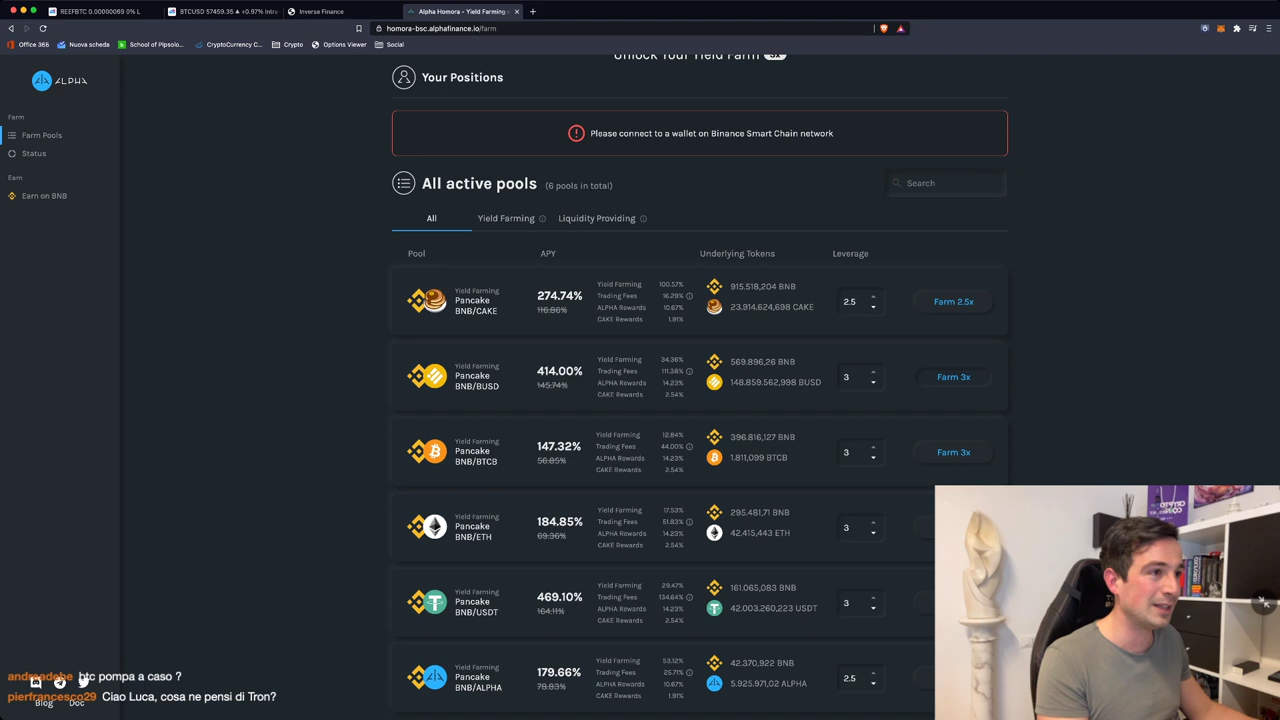 REEFBTC 0.00000069 0% L
BTCUSD 57459.35 ▲ +0.97% Intra
Inverse Finance
Alpha Homora - Yield Farming
homora-bsc.alphafinance.io/farm
Office 365
Nuova scheda
School of PIpsolo...
CryptoCurrency C...
Crypto
Options Viewer
Social
ALPHA
Farm
Farm Pools
Status
Earn
Earn on BNB
Unlock Your Yield Farm
Your Positions
Please connect to a wallet on Binance Smart Chain network
All active pools (6 pools in total)
Search
All
Yield Farming
Liquidity Providing
Pool
APY
Underlying Tokens
Leverage
Yield Farming
Pancake
BNB/CAKE
274.74%
110.86%
Yield Farming 100.57%
Trading Fees 16.29%
ALPHA Rewards 10.67%
CAKE Rewards 1.91%
915.518,204 BNB
23.914.624,698 CAKE
2.5
Farm 2.5x
Yield Farming
Pancake
BNB/BUSD
414.00%
145.74%
Yield Farming 34.36%
Trading Fees 111.38%
ALPHA Rewards 14.23%
CAKE Rewards 2.54%
569.896,26 BNB
148.859.562,998 BUSD
3
Farm 3x
Yield Farming
Pancake
BNB/BTCB
147.32%
56.85%
Yield Farming 12.84%
Trading Fees 44.00%
ALPHA Rewards 14.23%
CAKE Rewards 2.54%
396.816,127 BNB
1.811,099 BTCB
3
Farm 3x
Yield Farming
Pancake
BNB/ETH
184.85%
69.36%
Yield Farming 17.53%
Trading Fees 51.83%
ALPHA Rewards 14.23%
CAKE Rewards 2.54%
295.481,71 BNB
42.415,443 ETH
3
Yield Farming
Pancake
BNB/USDT
469.10%
164.11%
Yield Farming 29.47%
Trading Fees 134.64%
ALPHA Rewards 14.23%
CAKE Rewards 2.54%
161.065,083 BNB
42.003.260,223 USDT
3
Yield Farming
Pancake
BNB/ALPHA
179.66%
78.83%
Yield Farming 53.12%
Trading Fees 25.71%
ALPHA Rewards 10.67%
CAKE Rewards 1.91%
42.370,922 BNB
5.925.971,02 ALPHA
2.5
andreadebe btc pompa a caso ?
pierfrancesco29 Ciao Luca, cosa ne pensi di Tron?
Blog
Doc